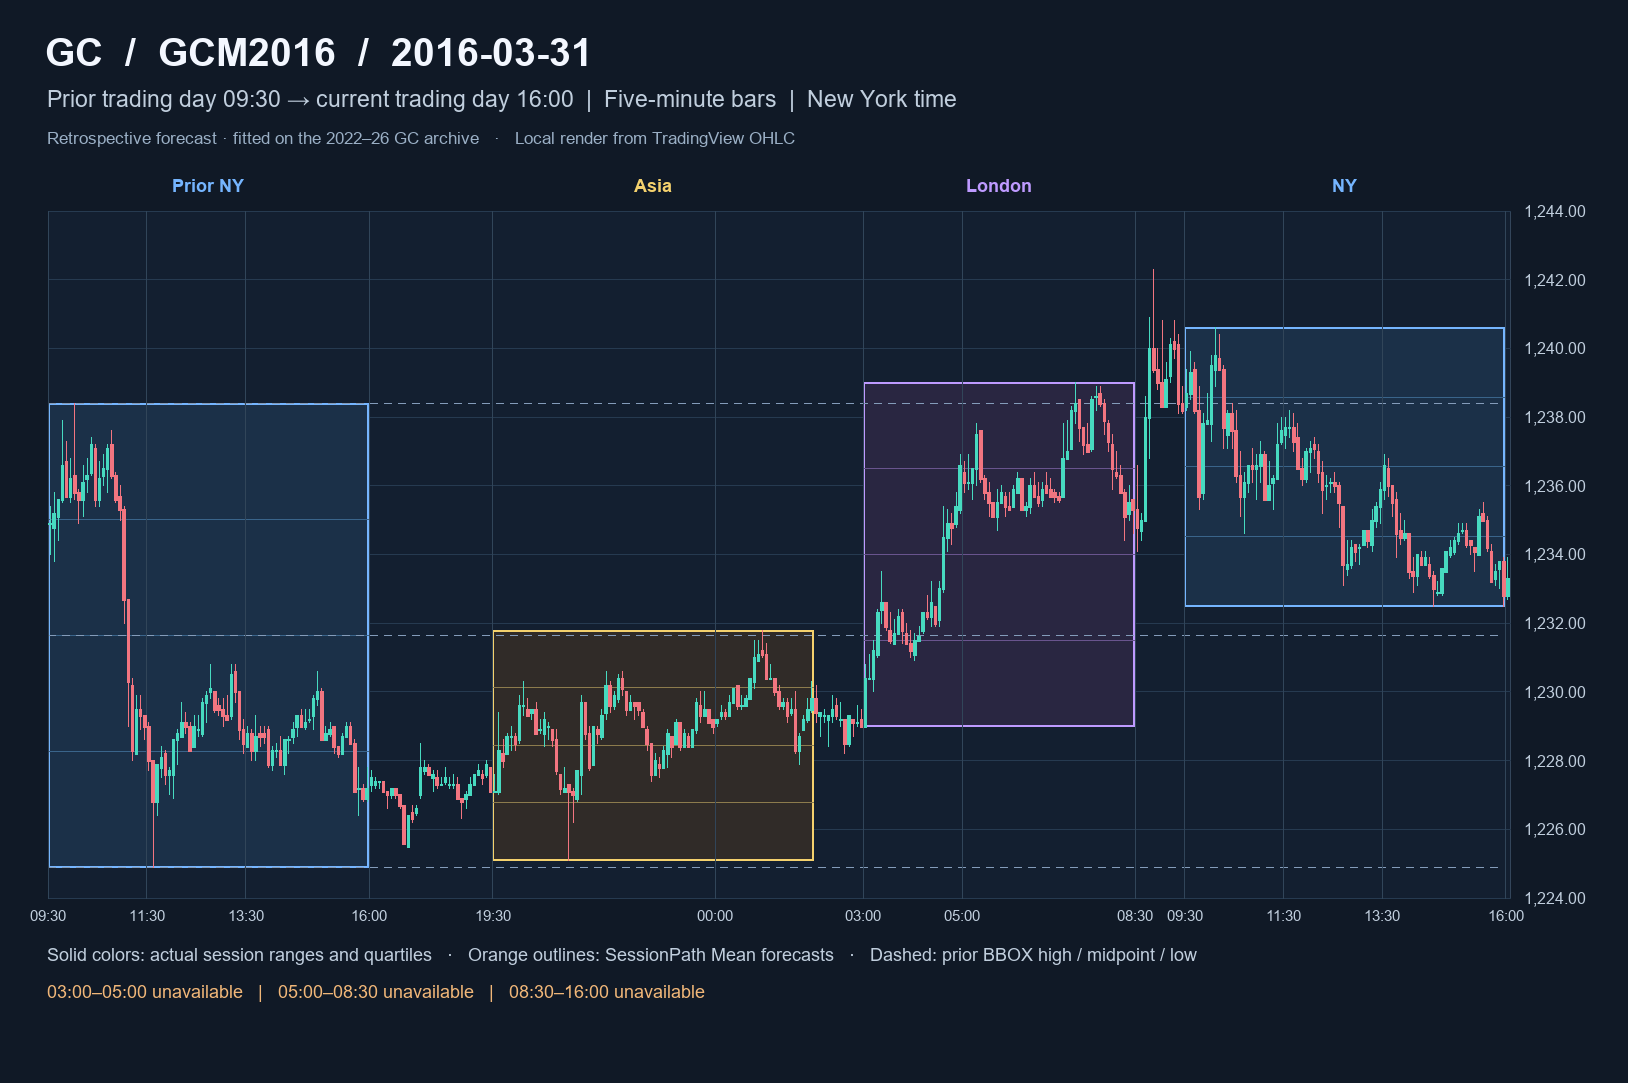 GC / GCM2016 / 2016-03-31
Prior trading day 09:30 → current trading day 16:00 | Five-minute bars | New York time
Retrospective forecast · fitted on the 2022–26 GC archive · Local render from TradingView OHLC
Prior NY Asia London NY
1,244.00
1,242.00
1,240.00
1,238.00
1,236.00
1,234.00
1,232.00
1,230.00
1,228.00
1,226.00
1,224.00
09:30 11:30 13:30 16:00 19:30 00:00 03:00 05:00 08:30 09:30 11:30 13:30 16:00
Solid colors: actual session ranges and quartiles · Orange outlines: SessionPath Mean forecasts · Dashed: prior BBOX high / midpoint / low
03:00–05:00 unavailable | 05:00–08:30 unavailable | 08:30–16:00 unavailable